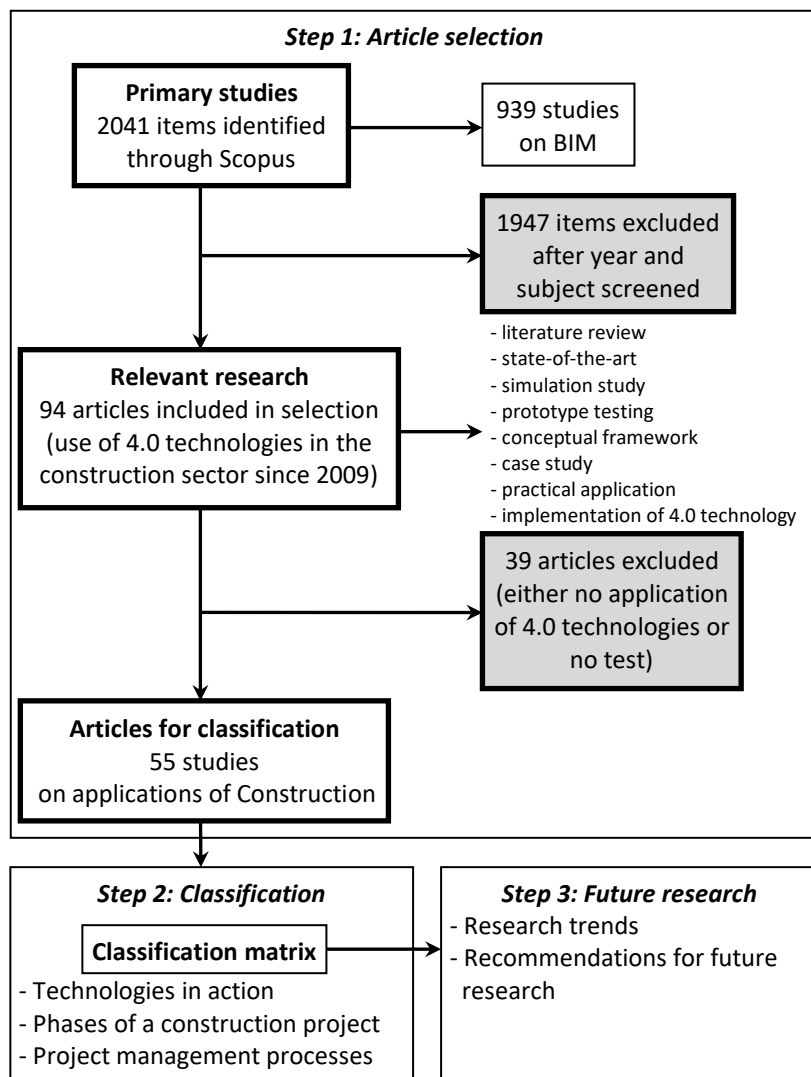 Step 1: Article selection
Primary studies
2041 items identified
through Scopus
939 studies
on BIM
1947 items excluded
after year and
subject screened
Relevant research
94 articles included in selection
(use of 4.0 technologies in the
construction sector since 2009)
- literature review
- state-of-the-art
- simulation study
- prototype testing
- conceptual framework
- case study
- practical application
- implementation of 4.0 technology
39 articles excluded
(either no application
of 4.0 technologies or
no test)
Articles for classification
55 studies
on applications of Construction
Step 2: Classification
Classification matrix
- Technologies in action
- Phases of a construction project
- Project management processes
Step 3: Future research
- Research trends
- Recommendations for future
research